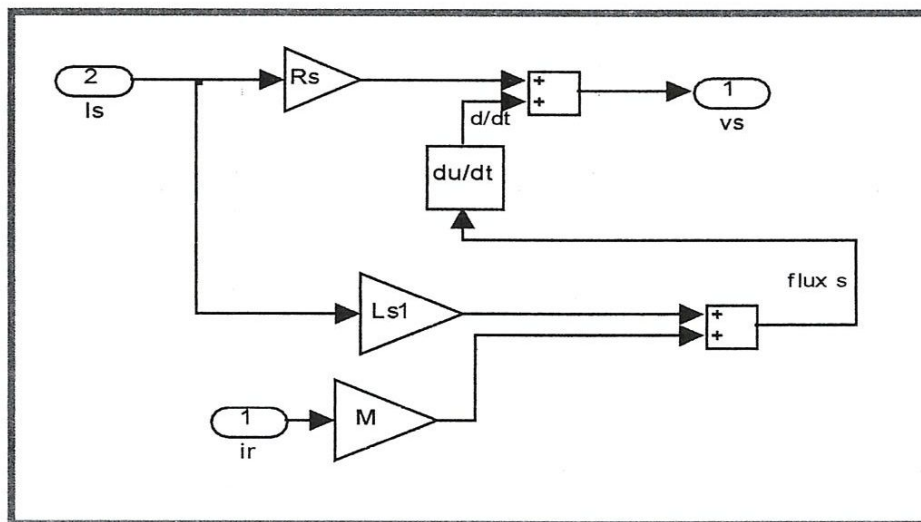 2
Is
Rs
+
+
d/dt
1
vs
du/dt
flux s
Ls1
+
+
1
ir
M